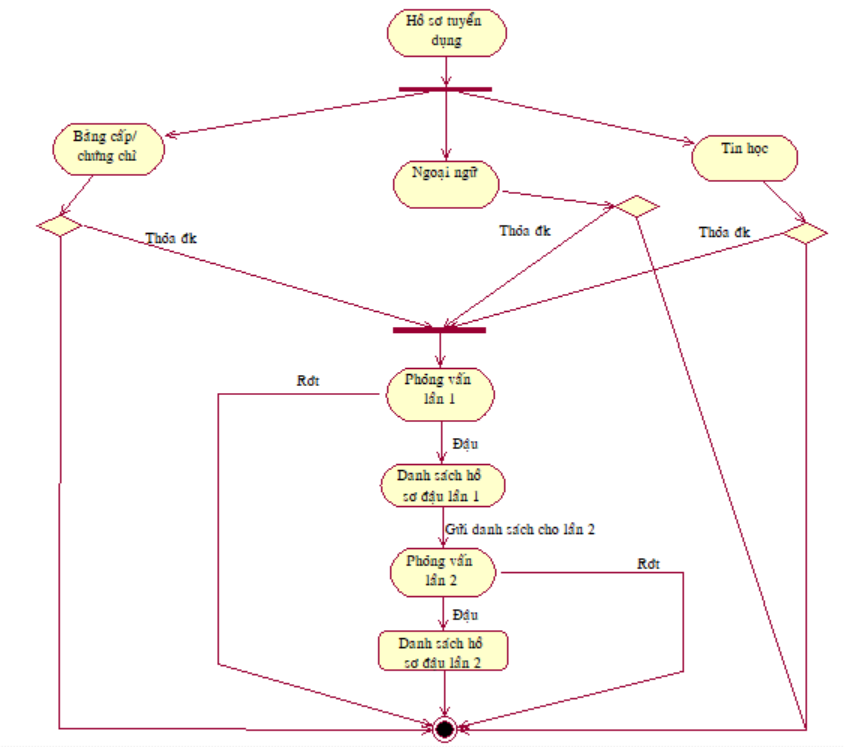 Hồ sơ tuyển
dụng
Bằng cấp/
chứng chỉ
Ngoại ngữ
Tin học
Thỏa đk
Thỏa đk
Thỏa đk
Phỏng vấn
lần 1
Rớt
Đậu
Danh sách hồ
sơ đậu lần 1
Gửi danh sách cho lần 2
Phỏng vấn
lần 2
Rớt
Đậu
Danh sách hồ
sơ đậu lần 2